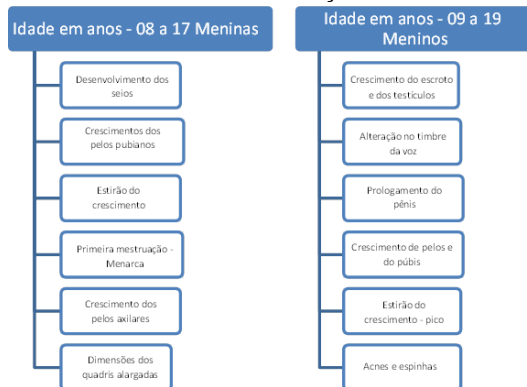 Idade em anos - 08 a 17 Meninas
Desenvolvimento dos
seios
Crescimentos dos
pelos pubianos
Estirão do
crescimento
Primeira mestruação -
Menarca
Crescimento dos
pelos axilares
Dimensões dos
quadris alargadas
Idade em anos - 09 a 19
Meninos
Crescimento do escroto
e dos testículos
Alteração no timbre
da voz
Prologamento do
pênis
Crescimento de pelos e
do púbis
Estirão do
crescimento - pico
Acnes e espinhas